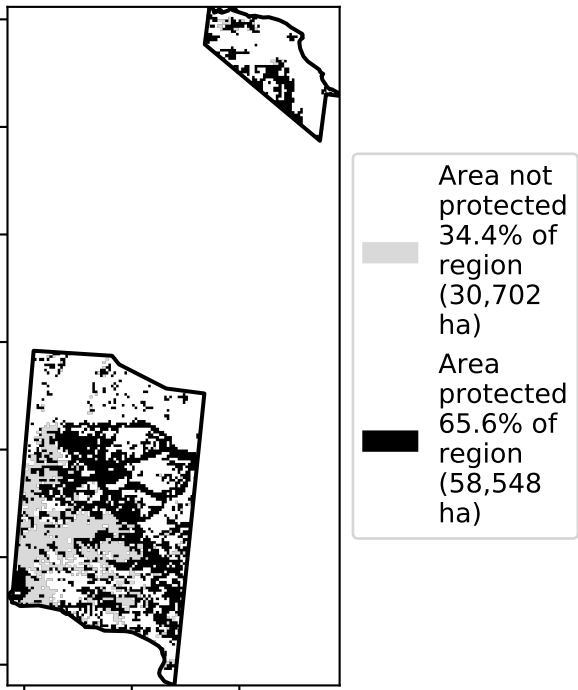 Area not
protected
34.4% of
region
(30,702
ha)
Area
protected
65.6% of
region
(58,548
ha)